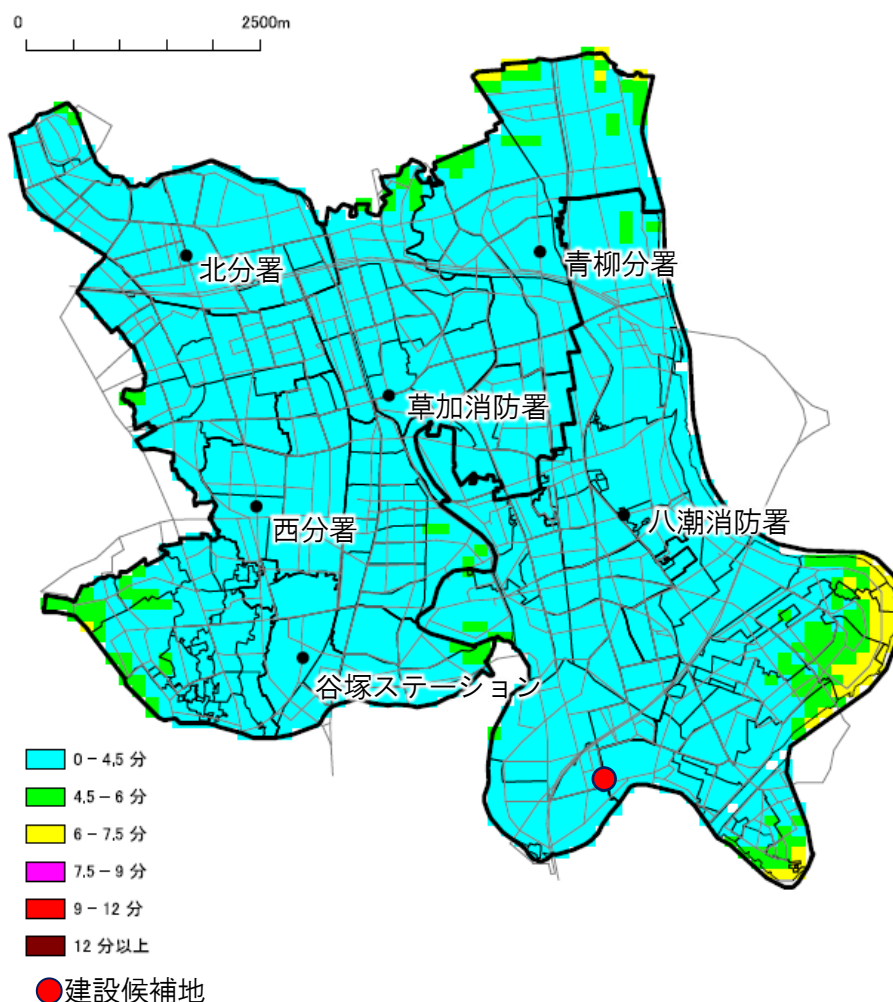 0 2500m
北分署
青柳分署
草加消防署
西分署
八潮消防署
谷塚ステーション
0 – 4.5 分
4.5 – 6 分
6 – 7.5 分
7.5 – 9 分
9 – 12 分
12 分以上
建設候補地